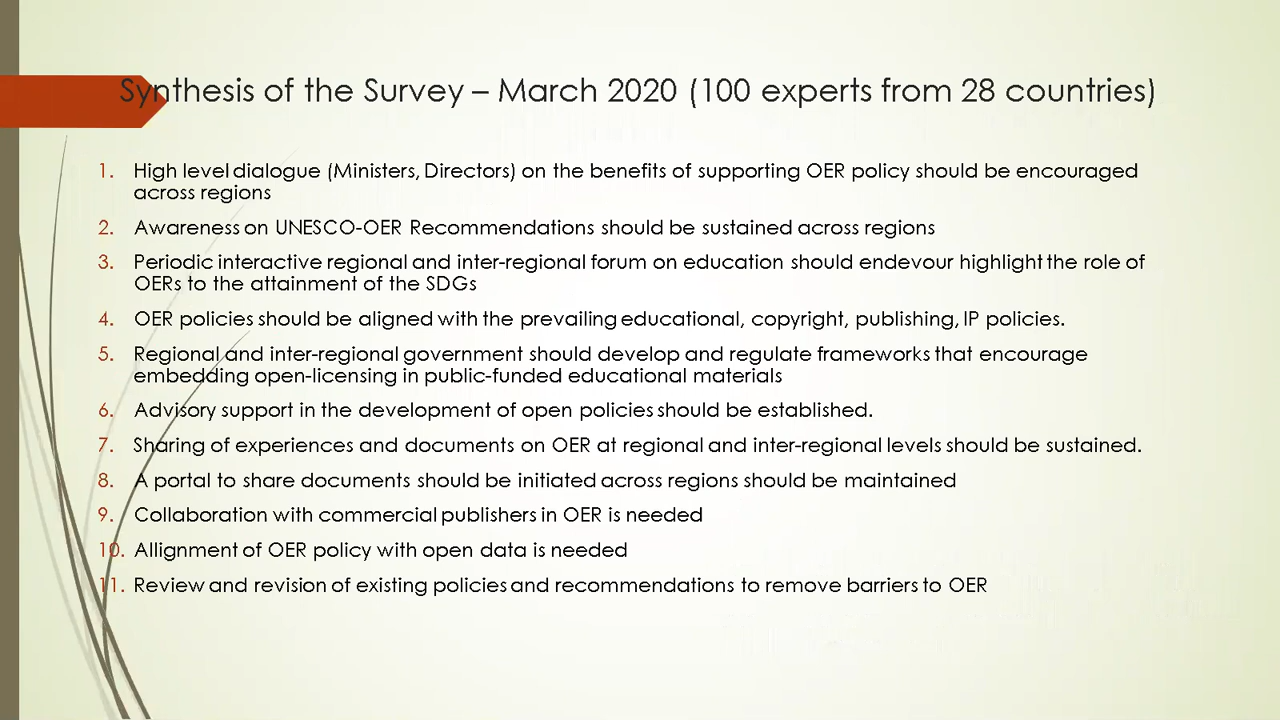 Synthesis of the Survey – March 2020 (100 experts from 28 countries)
1. High level dialogue (Ministers, Directors) on the benefits of supporting OER policy should be encouraged
across regions
2. Awareness on UNESCO-OER Recommendations should be sustained across regions
3. Periodic interactive regional and inter-regional forum on education should endevour highlight the role of
OERs to the attainment of the SDGs
4. OER policies should be aligned with the prevailing educational, copyright, publishing, IP policies.
5. Regional and inter-regional government should develop and regulate frameworks that encourage
embedding open-licensing in public-funded educational materials
6. Advisory support in the development of open policies should be established.
7. Sharing of experiences and documents on OER at regional and inter-regional levels should be sustained.
8. A portal to share documents should be initiated across regions should be maintained
9. Collaboration with commercial publishers in OER is needed
10. Allignment of OER policy with open data is needed
11. Review and revision of existing policies and recommendations to remove barriers to OER